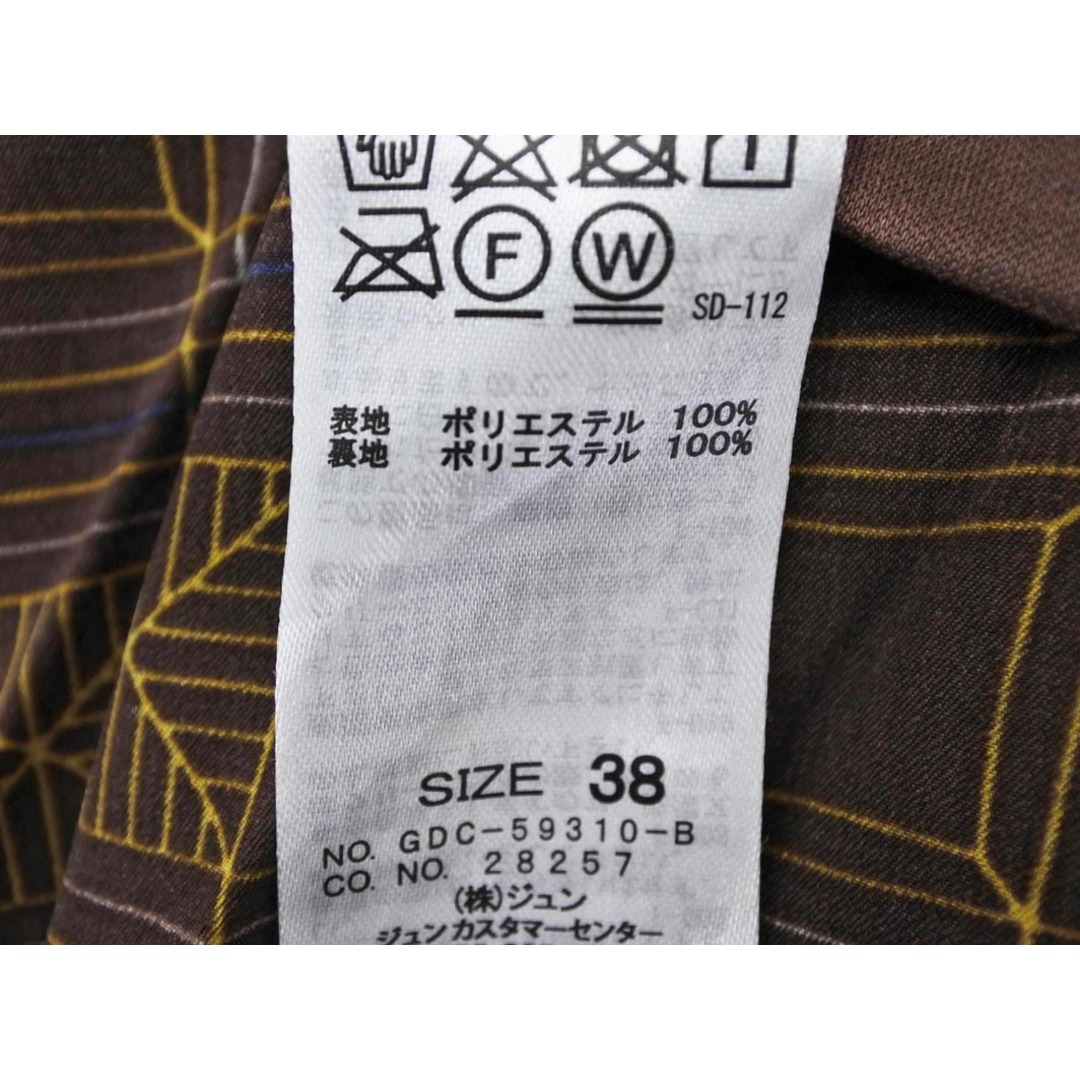 F W SD-112
表地 ポリエステル 100%
裏地 ポリエステル 100%
SIZE 38
NO. GDC-59310-B
CO. NO. 28257
(株)ジュン
ジュンカスタマーセンター